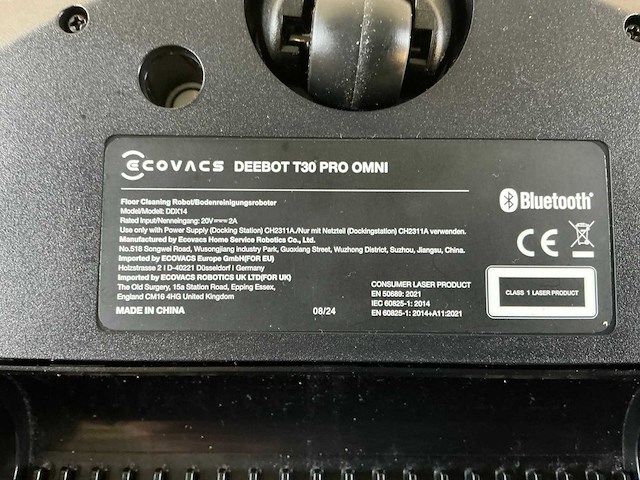 ECOVACS DEEBOT T30 PRO OMNI
Floor Cleaning Robot/Bodenreinigungsroboter
Model/Modell: DDX14
Rated Input/Nenneingang: 20V⎓2A
Use only with Power Supply (Docking Station) CH2311A./Nur mit Netzteil (Dockingstation) CH2311A verwenden.
Manufactured by Ecovacs Home Service Robotics Co., Ltd.
No.518 Songwei Road, Wusongjiang Industry Park, Guoxiang Street, Wuzhong District, Suzhou, Jiangsu, China.
Imported by ECOVACS Europe GmbH(FOR EU)
Holzstrasse 2 I D-40221 Düsseldorf I Germany
Imported by ECOVACS ROBOTICS UK LTD(FOR UK)
The Old Surgery, 15a Station Road, Epping Essex,
England CM16 4HG United Kingdom
MADE IN CHINA
08/24
CONSUMER LASER PRODUCT
EN 50689: 2021
IEC 60825-1: 2014
EN 60825-1: 2014+A11:2021
Bluetooth®
CE
CLASS 1 LASER PRODUCT